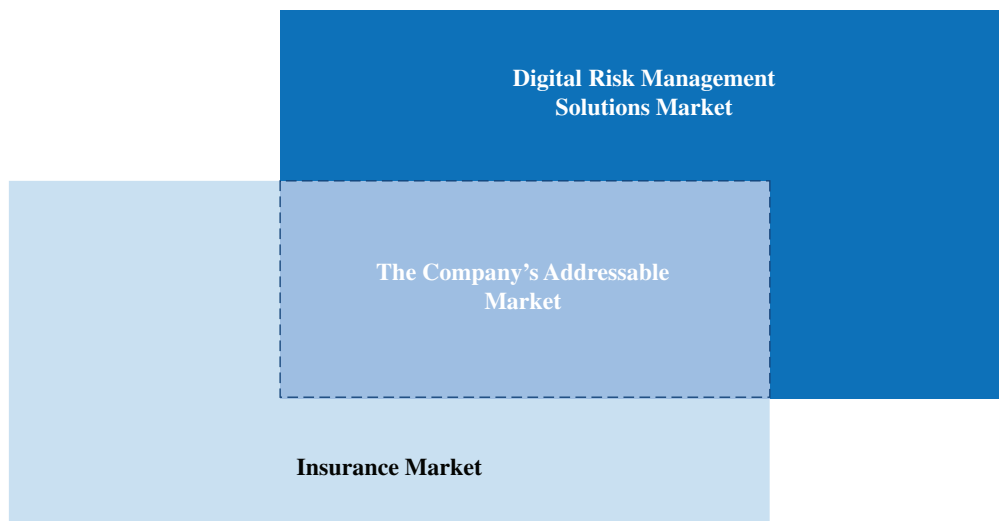 Digital Risk Management
Solutions Market
The Company’s Addressable
Market
Insurance Market